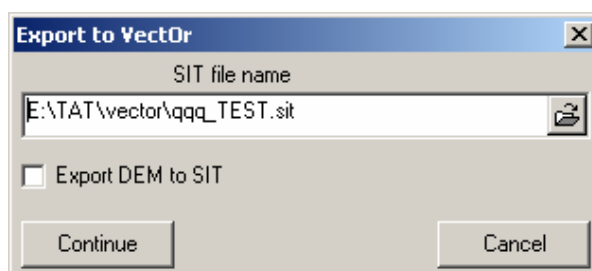 Export to VectOr
SIT file name
E:\TAT\vector\qqq_TEST.sit
Export DEM to SIT
Continue
Cancel